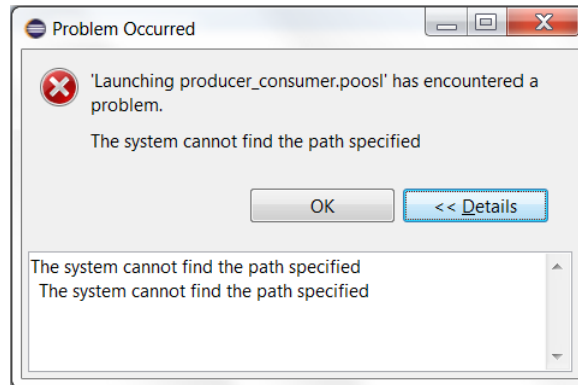 Problem Occurred
'Launching producer_consumer.poosl' has encountered a
problem.
The system cannot find the path specified
OK
<< Details
The system cannot find the path specified
The system cannot find the path specified